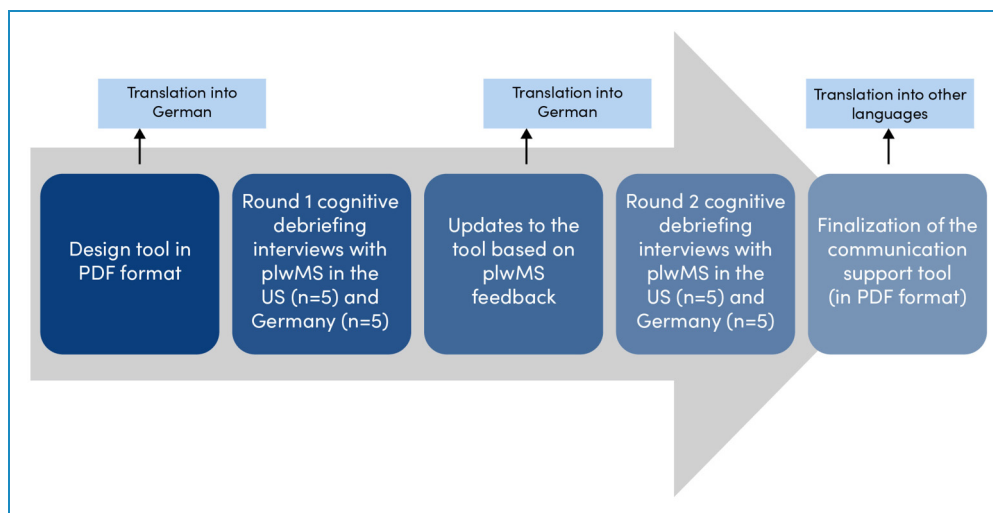 Translation into
German
Translation into
German
Translation into other
languages
Design tool in
PDF format
Round 1 cognitive
debriefing
interviews with
plwMS in the
US (n=5) and
Germany (n=5)
Updates to the
tool based on
plwMS
feedback
Round 2 cognitive
debriefing
interviews with
plwMS in the
US (n=5) and
Germany (n=5)
Finalization of the
communication
support tool
(in PDF format)